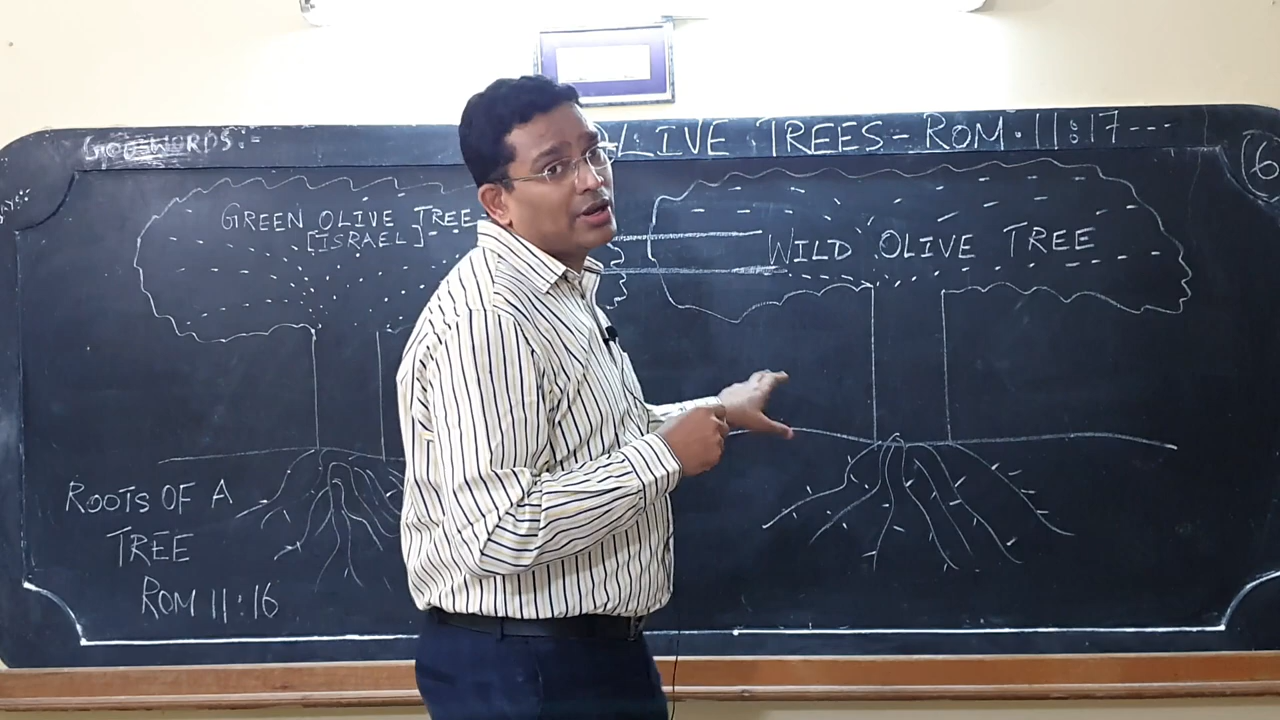 GOD WORDS:-
OLIVE TREES-ROM.11:17---
(6
GREEN OLIVE TREE
[ISRAEL]
WILD OLIVE TREE
ROOTS OF A
TREE
ROM 11:16